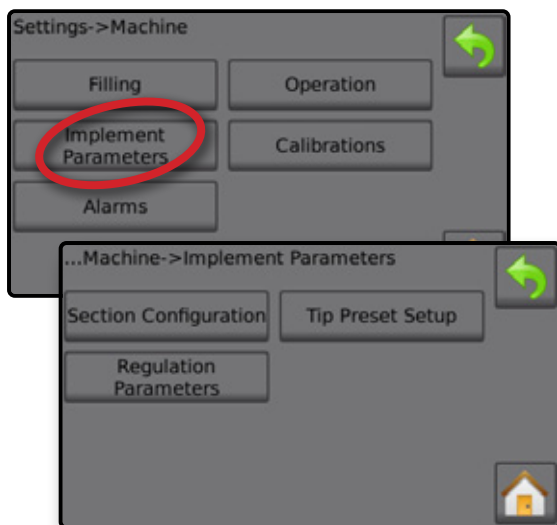 Settings->Machine
Filling
Operation
Implement
Parameters
Calibrations
Alarms
...Machine->Implement Parameters
Section Configuration
Tip Preset Setup
Regulation
Parameters